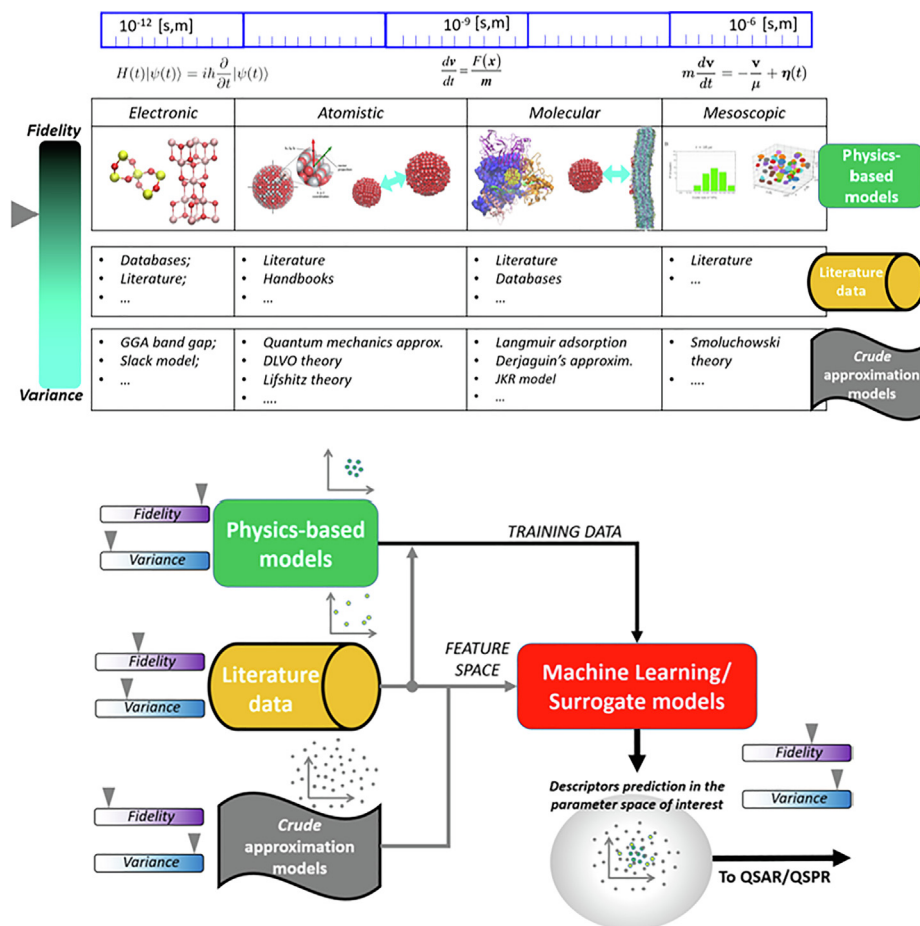 10⁻¹² [s,m]
10⁻⁹ [s,m]
10⁻⁶ [s,m]
H(t)|ψ(t)⟩ = iħ ∂/∂t |ψ(t)⟩
dv/dt = F(x)/m
m dv/dt = −v/μ + η(t)
Fidelity
Variance
Electronic
Atomistic
Molecular
Mesoscopic
Physics-
based
models
• Databases;
• Literature;
• ...
• Literature
• Handbooks
• ...
• Literature
• Databases
• ...
• Literature
• ...
Literature
data
• GGA band gap;
• Slack model;
• ...
• Quantum mechanics approx.
• DLVO theory
• Lifshitz theory
• ....
• Langmuir adsorption
• Derjaguin's approxim.
• JKR model
• ...
• Smoluchowski
theory
• ....
Crude
approximation
models
Fidelity
Variance
Physics-based
models
TRAINING DATA
Fidelity
Variance
Literature
data
FEATURE
SPACE
Machine Learning/
Surrogate models
Fidelity
Variance
Crude
approximation
models
Descriptors prediction in the
parameter space of interest
Fidelity
Variance
To QSAR/QSPR